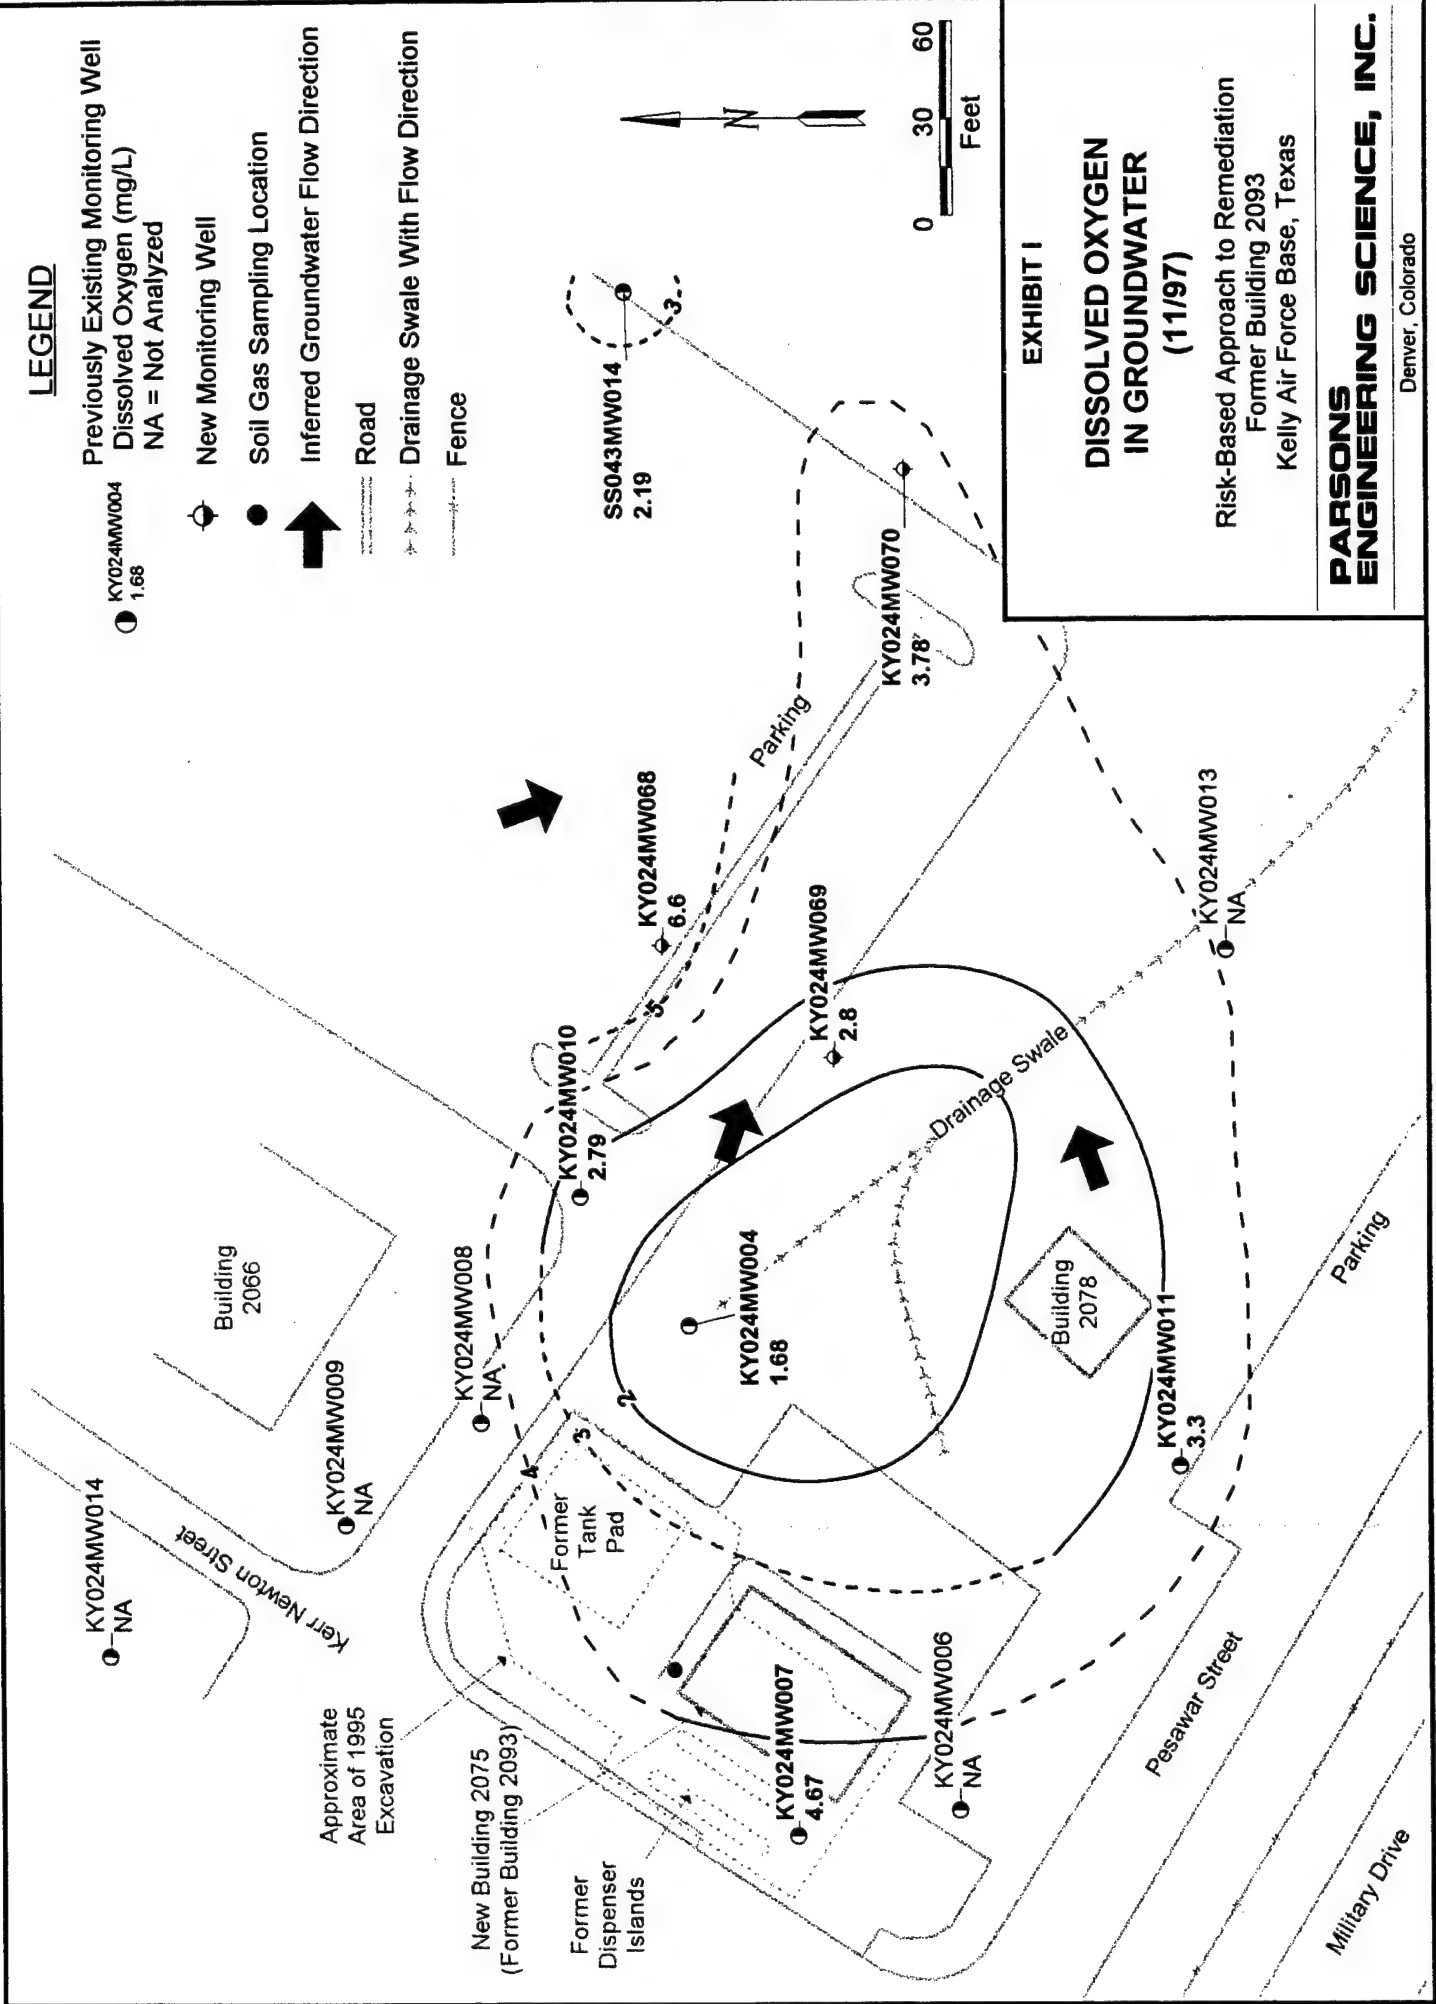 LEGEND
KY024MW004
1.68
Previously Existing Monitoring Well
Dissolved Oxygen (mg/L)
NA = Not Analyzed
New Monitoring Well
Soil Gas Sampling Location
Inferred Groundwater Flow Direction
Road
Drainage Swale With Flow Direction
Fence
N
0 30 60
Feet
KY024MW014
NA
Kerr Newton Street
KY024MW009
NA
Building
2066
KY024MW008
NA
KY024MW010
2.79
KY024MW068
6.6
Parking
SS043MW014
2.19
3
KY024MW070
3.78
KY024MW069
2.8
5
4
3
2
Approximate
Area of 1995
Excavation
Former
Tank
Pad
New Building 2075
(Former Building 2093)
Former
Dispenser
Islands
KY024MW007
4.67
KY024MW006
NA
KY024MW004
1.68
Drainage Swale
Building
2078
KY024MW011
3.3
KY024MW013
NA
Parking
Pesawar Street
Military Drive
EXHIBIT I
DISSOLVED OXYGEN
IN GROUNDWATER
(11/97)
Risk-Based Approach to Remediation
Former Building 2093
Kelly Air Force Base, Texas
PARSONS
ENGINEERING SCIENCE, INC.
Denver, Colorado